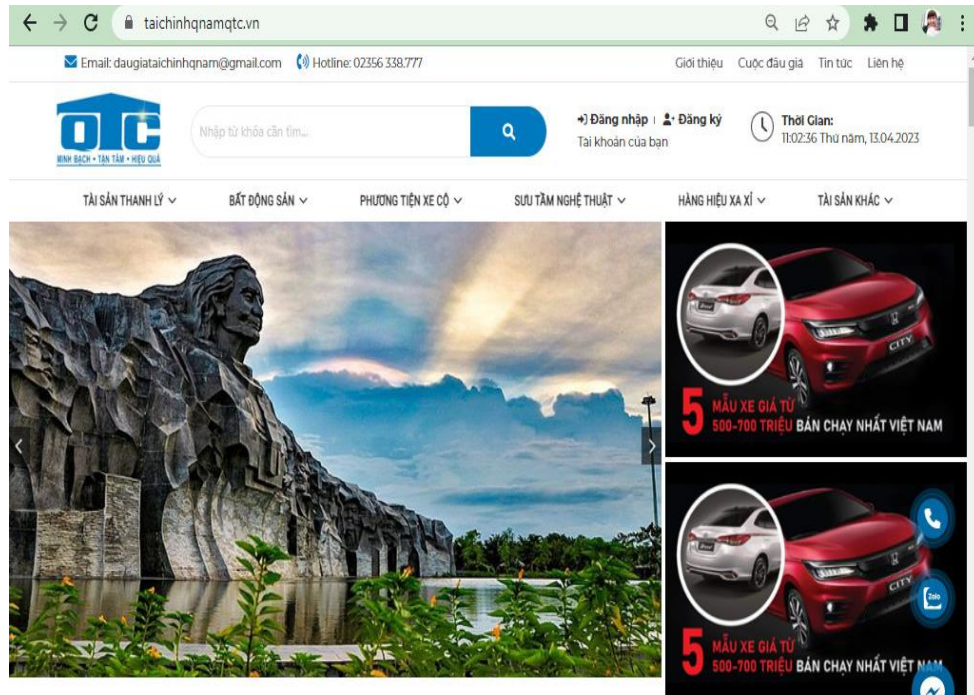 taichinhqnamqtc.vn
Email: daugiataichinhqnam@gmail.com Hotline: 02356 338.777 Giới thiệu Cuộc đấu giá Tin tức Liên hệ
QTC
MINH BẠCH • TẬN TÂM • HIỆU QUẢ
Nhập từ khóa cần tìm...
Đăng nhập | Đăng ký
Tài khoản của bạn
Thời Gian:
11:02:36 Thứ năm, 13.04.2023
TÀI SẢN THANH LÝ BẤT ĐỘNG SẢN PHƯƠNG TIỆN XE CỘ SƯU TẦM NGHỆ THUẬT HÀNG HIỆU XA XỈ TÀI SẢN KHÁC
CITY
5 MẪU XE GIÁ TỪ
500-700 TRIỆU BÁN CHẠY NHẤT VIỆT NAM
CITY
Zalo
5 MẪU XE GIÁ TỪ
500-700 TRIỆU BÁN CHẠY NHẤT VIỆT NAM